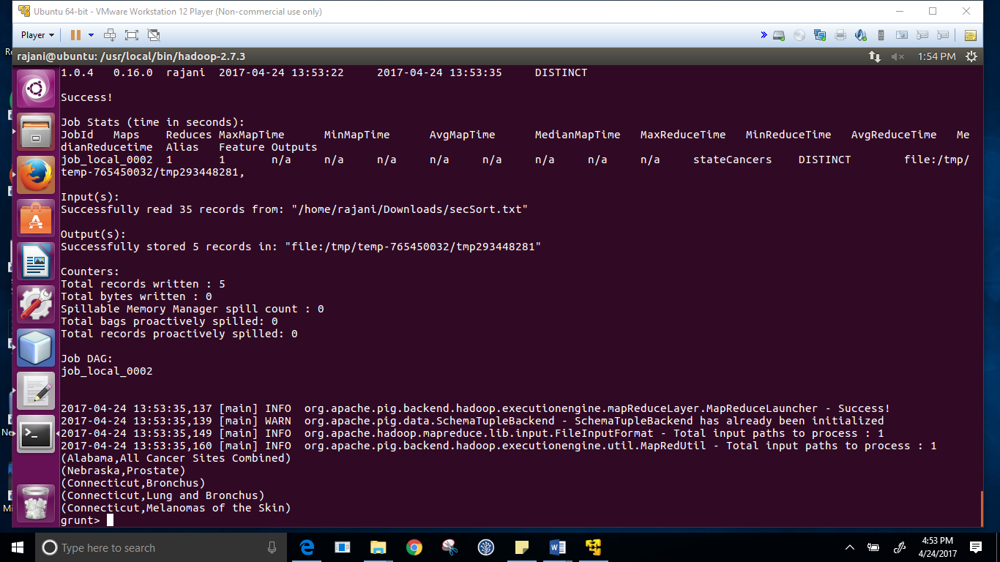 Ubuntu 64-bit - VMware Workstation 12 Player (Non-commercial use only)
Player
rajani@ubuntu: /usr/local/bin/hadoop-2.7.3
1:54 PM
1.0.4 0.16.0 rajani 2017-04-24 13:53:22 2017-04-24 13:53:35 DISTINCT
Success!
Job Stats (time in seconds):
JobId Maps Reduces MaxMapTime MinMapTime AvgMapTime MedianMapTime MaxReduceTime MinReduceTime AvgReduceTime Me
dianReducetime Alias Feature Outputs
job_local_0002 1 1 n/a n/a n/a n/a n/a n/a n/a n/a stateCancers DISTINCT file:/tmp/
temp-765450032/tmp293448281,
Input(s):
Successfully read 35 records from: "/home/rajani/Downloads/secSort.txt"
Output(s):
Successfully stored 5 records in: "file:/tmp/temp-765450032/tmp293448281"
Counters:
Total records written : 5
Total bytes written : 0
Spillable Memory Manager spill count : 0
Total bags proactively spilled: 0
Total records proactively spilled: 0
Job DAG:
job_local_0002
2017-04-24 13:53:35,137 [main] INFO org.apache.pig.backend.hadoop.executionengine.mapReduceLayer.MapReduceLauncher - Success!
2017-04-24 13:53:35,139 [main] WARN org.apache.pig.data.SchemaTupleBackend - SchemaTupleBackend has already been initialized
2017-04-24 13:53:35,149 [main] INFO org.apache.hadoop.mapreduce.lib.input.FileInputFormat - Total input paths to process : 1
2017-04-24 13:53:35,160 [main] INFO org.apache.pig.backend.hadoop.executionengine.util.MapRedUtil - Total input paths to process : 1
(Alabama,All Cancer Sites Combined)
(Nebraska,Prostate)
(Connecticut,Bronchus)
(Connecticut,Lung and Bronchus)
(Connecticut,Melanomas of the Skin)
grunt>
Type here to search
4:53 PM
4/24/2017